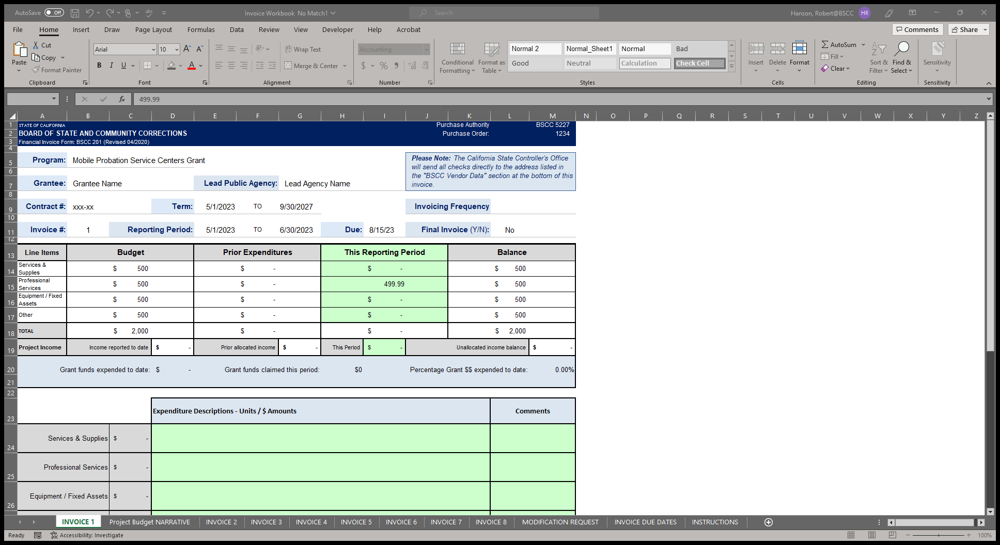 AutoSave Off Invoice Workbook No Match1 Search Hanson, Robert@BSCC HR
File Home Insert Draw Page Layout Formulas Data Review View Developer Help Acrobat Comments Share
Paste Cut Copy Format Painter Clipboard
Arial 10 A A B I U A Font
Wrap Text Merge & Center Alignment
Accounting $ % Number
Conditional Formatting Format as Table
Normal 2 Normal_Sheet1 Normal Bad
Good Neutral Calculation Check Cell
Styles
Insert Delete Format Cells
AutoSum Fill Clear Sort & Filter Find & Select Editing
Sensitivity Sensitivity
fx 499.99
A B C D E F G H I J K L M N O P Q R S T U V W X Y Z
1 STATE OF CALIFORNIA Purchase Authority BSCC 5227
2 BOARD OF STATE AND COMMUNITY CORRECTIONS Purchase Order: 1234
3 Financial Invoice Form: BSCC 201 (Revised 04/2020)
4
5 Program: Mobile Probation Service Centers Grant
Please Note: The California State Controller's Office
will send all checks directly to the address listed in
the "BSCC Vendor Data" section at the bottom of this
invoice.
6
7 Grantee: Grantee Name Lead Public Agency: Lead Agency Name
8
9 Contract #: xxx-xx Term: 5/1/2023 TO 9/30/2027 Invoicing Frequency
10
11 Invoice #: 1 Reporting Period: 5/1/2023 TO 6/30/2023 Due: 8/15/23 Final Invoice (Y/N): No
12
13 Line Items Budget Prior Expenditures This Reporting Period Balance
14 Services & Supplies $ 500 $ - $ - $ 500
15 Professional Services $ 500 $ - 499.99 $ 500
16 Equipment / Fixed Assets $ 500 $ - $ - $ 500
17 Other $ 500 $ - $ - $ 500
18 TOTAL $ 2,000 $ - $ - $ 2,000
19 Project Income Income reported to date $ - Prior allocated income $ - This Period $ - Unallocated income balance $ -
20 Grant funds expended to date: $ - Grant funds claimed this period: $0 Percentage Grant $$ expended to date: 0.00%
21
22
23 Expenditure Descriptions - Units / $ Amounts Comments
24 Services & Supplies $ -
25 Professional Services $ -
26 Equipment / Fixed Assets $ -
INVOICE 1 Project Budget NARRATIVE INVOICE 2 INVOICE 3 INVOICE 4 INVOICE 5 INVOICE 6 INVOICE 7 INVOICE 8 MODIFICATION REQUEST INVOICE DUE DATES INSTRUCTIONS
Ready Accessibility: Investigate 100%